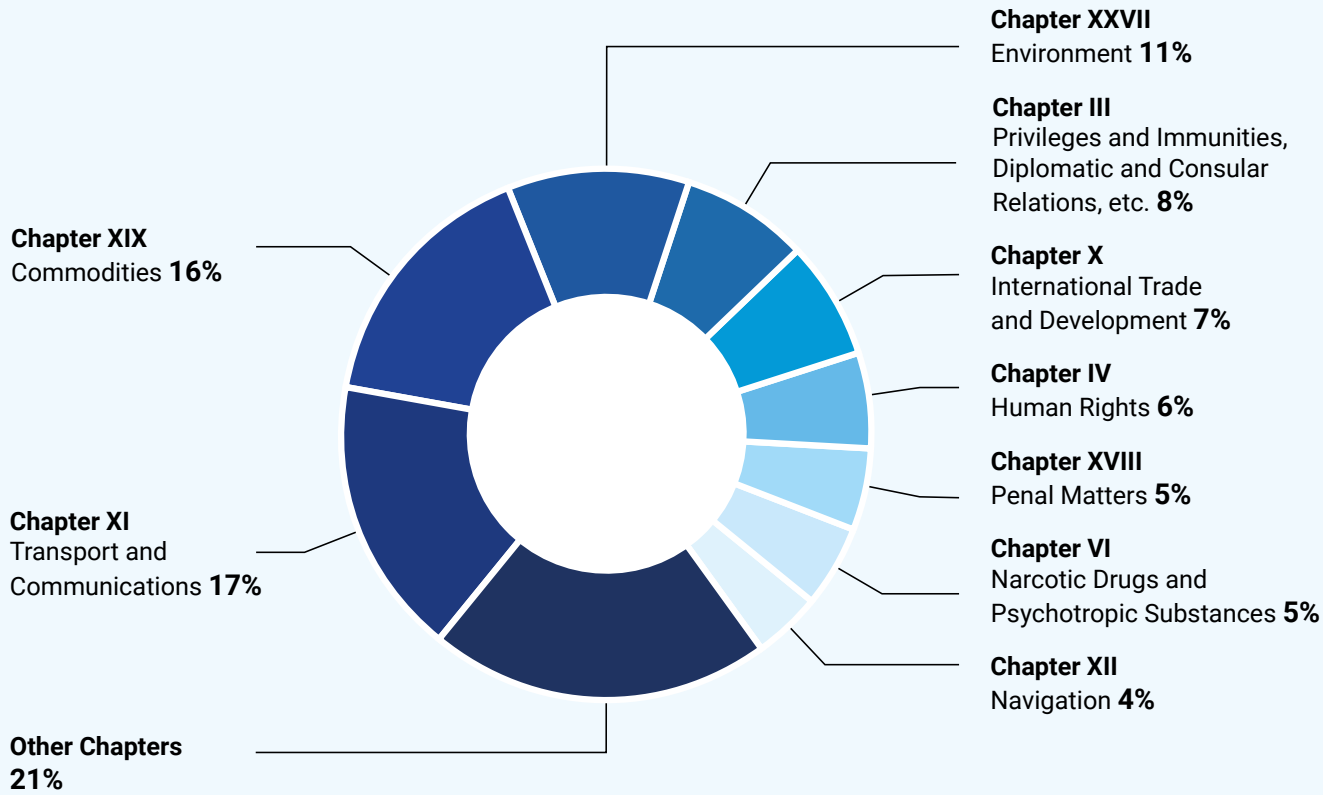 Chapter XXVII
Environment 11%
Chapter III
Privileges and Immunities,
Diplomatic and Consular
Relations, etc. 8%
Chapter X
International Trade
and Development 7%
Chapter IV
Human Rights 6%
Chapter XVIII
Penal Matters 5%
Chapter VI
Narcotic Drugs and
Psychotropic Substances 5%
Chapter XII
Navigation 4%
Chapter XIX
Commodities 16%
Chapter XI
Transport and
Communications 17%
Other Chapters
21%